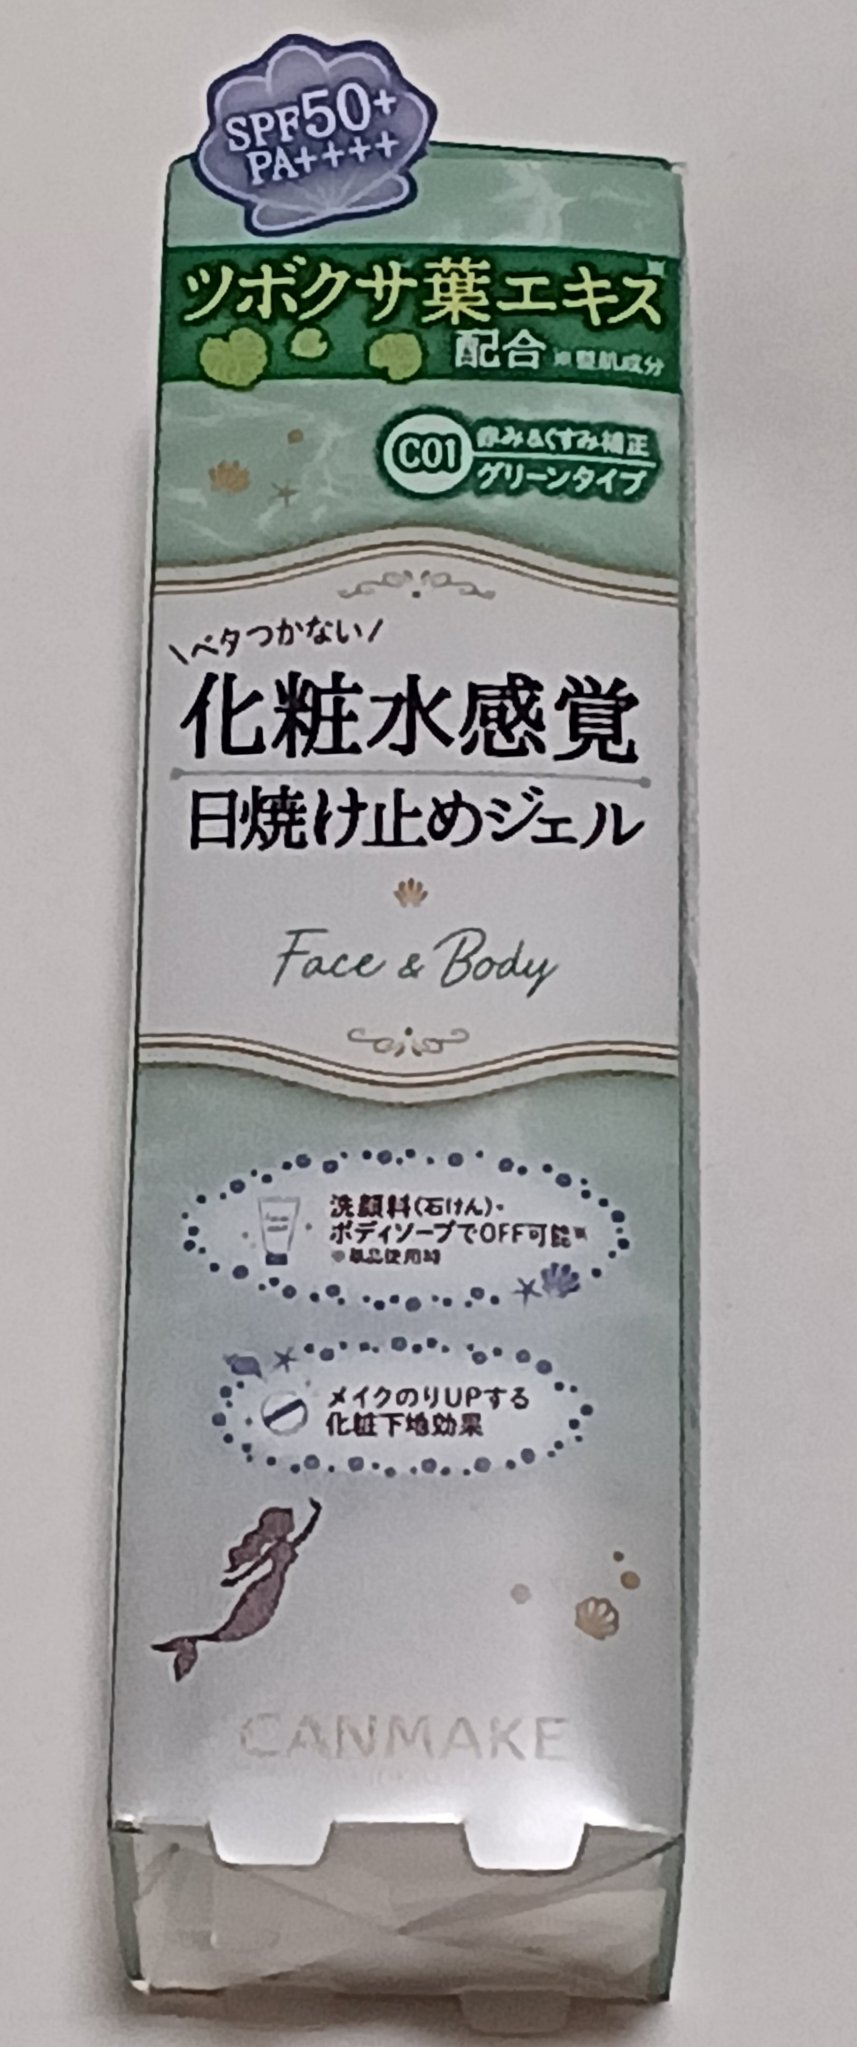 SPF50+
PA++++
ツボクサ葉エキス※
配合 ※整肌成分
C01
赤み&くすみ補正
グリーンタイプ
\ベタつかない/
化粧水感覚
日焼け止めジェル
Face & Body
洗顔料(石けん)・
ボディソープでOFF可能※
※単品使用時
メイクのりUPする
化粧下地効果
CANMAKE